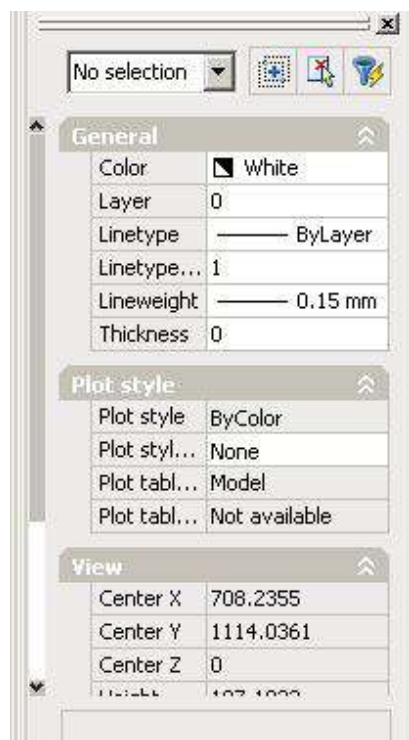 No selection
General
Color White
Layer 0
Linetype ByLayer
Linetype... 1
Lineweight 0.15 mm
Thickness 0
Plot style
Plot style ByColor
Plot styl... None
Plot tabl... Model
Plot tabl... Not available
View
Center X 708.2355
Center Y 1114.0361
Center Z 0